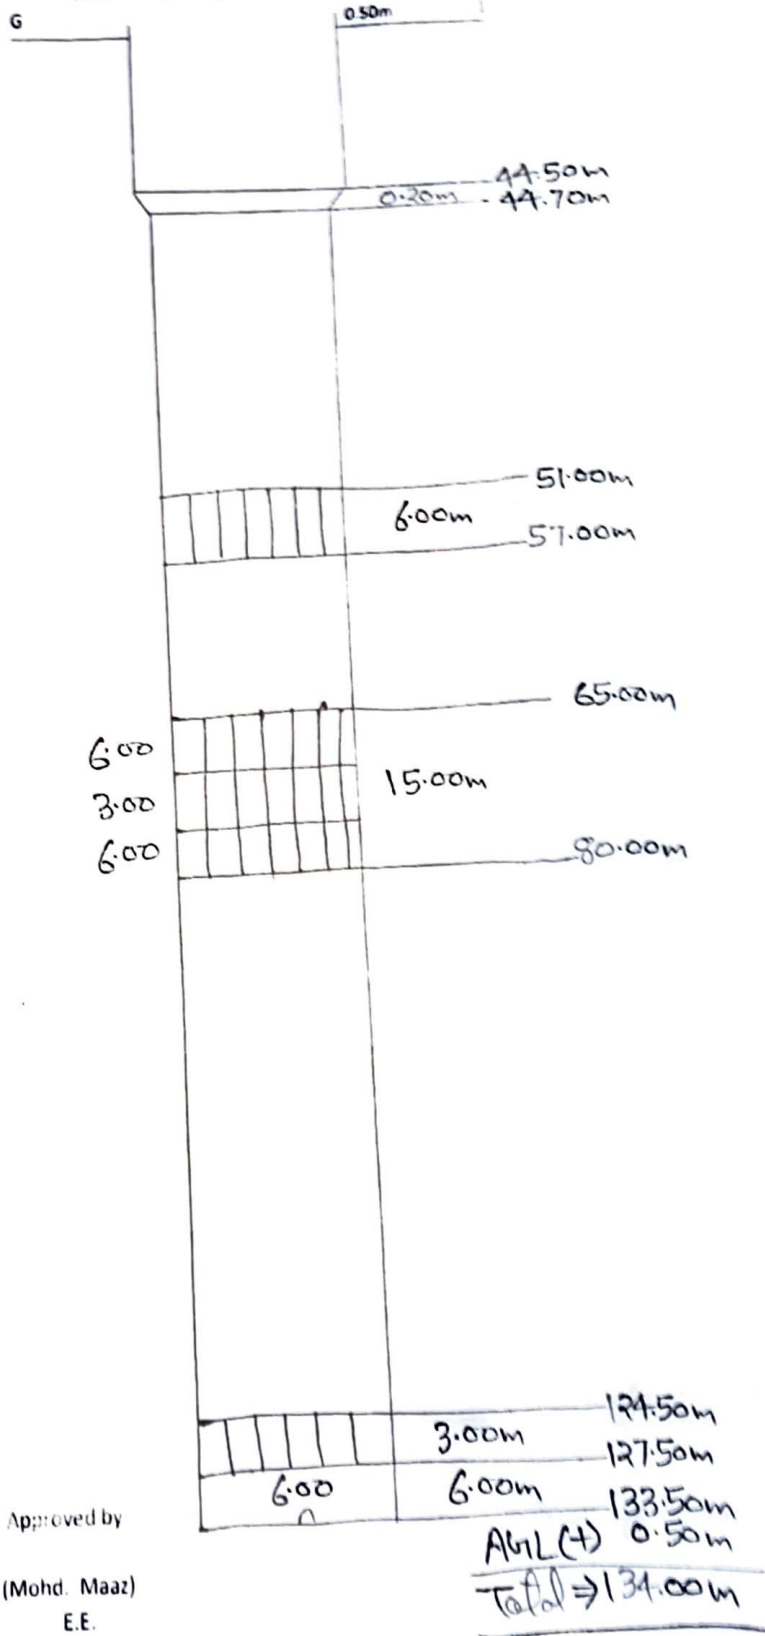 G
0.50m
44.50m
0.20m - 44.70m
51.00m
6.00m
57.00m
65.00m
6.00
3.00
6.00
15.00m
80.00m
124.50m
3.00m
127.50m
6.00
6.00m
133.50m
Approved by
AGL(+) 0.50m
Total ⇒ 134.00m
(Mohd. Maaz)
E.E.